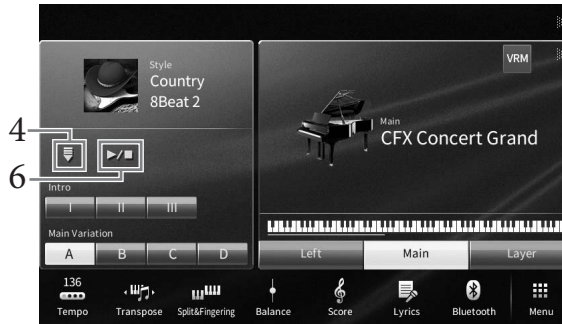 Style
Country
8Beat 2
VRM
Main
CFX Concert Grand
4
6
Intro
I II III
Main Variation
A B C D
Left Main Layer
136
Tempo Transpose Split&Fingering Balance Score Lyrics Bluetooth Menu